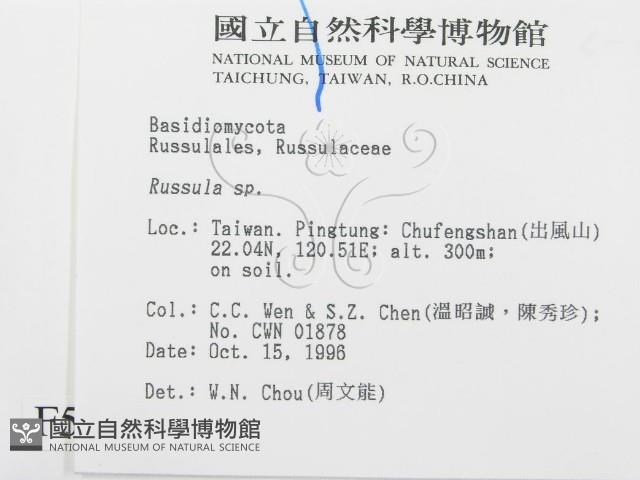 國立自然科學博物館
NATIONAL MUSEUM OF NATURAL SCIENCE
TAICHUNG, TAIWAN, R.O.CHINA
Basidiomycota
Russulales, Russulaceae
Russula sp.
Loc.: Taiwan. Pingtung: Chufengshan(出風山)
22.04N, 120.51E; alt. 300m;
on soil.
Col.: C.C. Wen & S.Z. Chen(溫昭誠，陳秀珍);
No. CWN 01878
Date: Oct. 15, 1996
Det.: W.N. Chou(周文能)
國立自然科學博物館
NATIONAL MUSEUM OF NATURAL SCIENCE